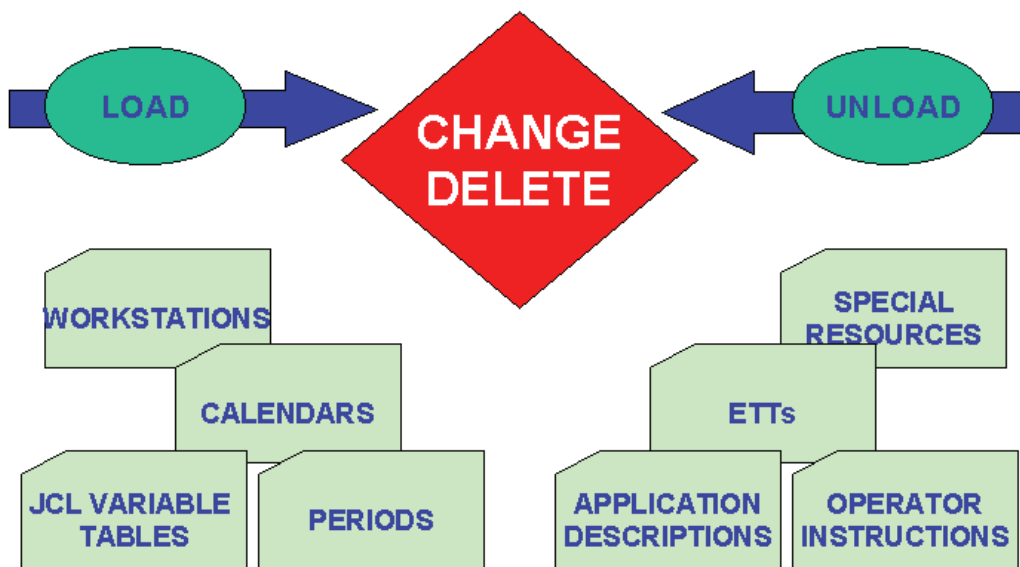 LOAD
CHANGE
DELETE
UNLOAD
WORKSTATIONS
SPECIAL
RESOURCES
CALENDARS
ETTs
JCL VARIABLE
TABLES
PERIODS
APPLICATION
DESCRIPTIONS
OPERATOR
INSTRUCTIONS